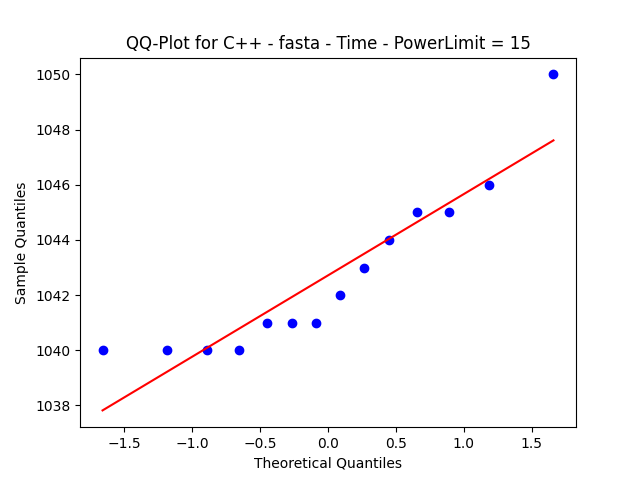 QQ-Plot for C++ - fasta - Time - PowerLimit = 15
1050
1048
1046
1044
1042
1040
1038
Sample Quantiles
−1.5 −1.0 −0.5 0.0 0.5 1.0 1.5
Theoretical Quantiles